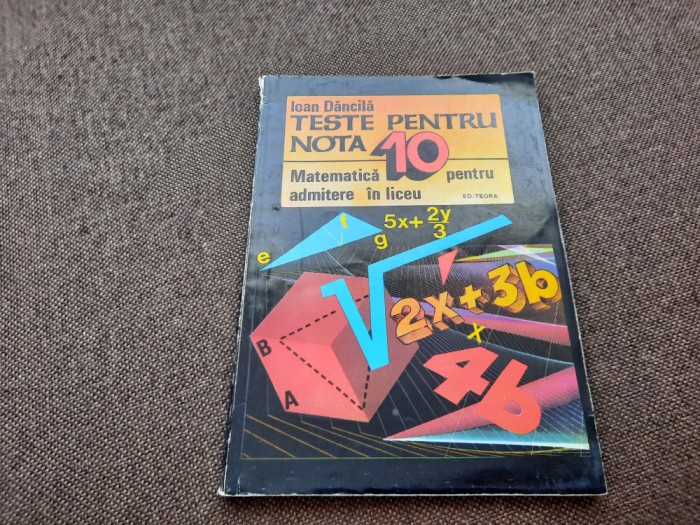 Ioan Dăncilă
TESTE PENTRU
NOTA 10
Matematică pentru
admitere în liceu ED. TEORA
5x+ 2y
3
e
g
2x+3b
x
4b
B
A